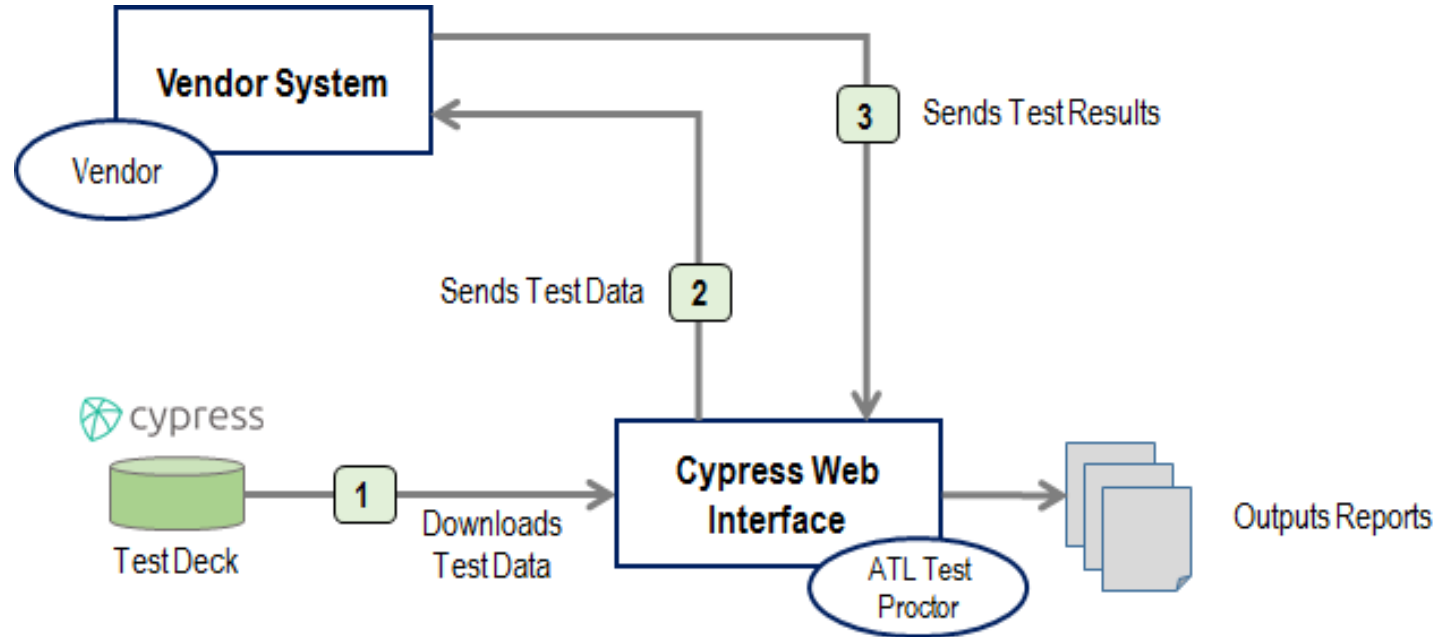 Vendor System
Vendor
3
Sends Test Results
Sends Test Data
2
cypress
1
Downloads
Test Data
Test Deck
Cypress Web
Interface
ATL Test
Proctor
Outputs Reports